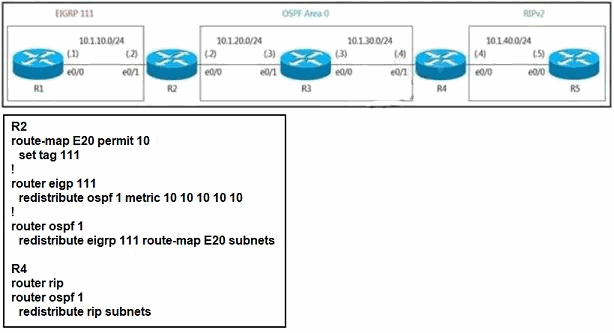 EIGRP 111 OSPF Area 0 RIPv2
10.1.10.0/24 10.1.20.0/24 10.1.30.0/24 10.1.40.0/24
(.1) (.2) (.2) (.3) (.3) (.4) (.4) (.5)
e0/0 e0/1 e0/0 e0/1 e0/0 e0/1 e0/0 e0/0
R1 R2 R3 R4 R5
R2
route-map E20 permit 10
set tag 111
!
router eigp 111
redistribute ospf 1 metric 10 10 10 10 10
!
router ospf 1
redistribute eigrp 111 route-map E20 subnets
R4
router rip
router ospf 1
redistribute rip subnets